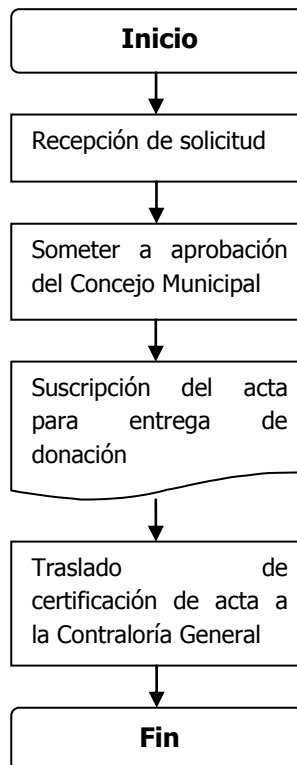 Inicio
Recepción de solicitud
Someter a aprobación
del Concejo Municipal
Suscripción del acta
para entrega de
donación
Traslado de
certificación de acta a
la Contraloría General
Fin